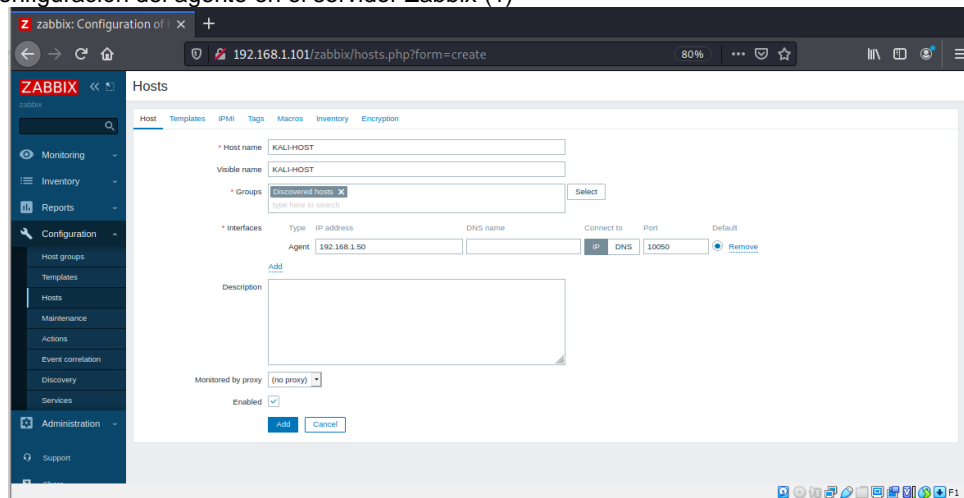 onfiguración del agente en el servidor Zabbix (1)
Z zabbix: Configuration of
192.168.1.101/zabbix/hosts.php?form=create
80%
ZABBIX
zabbix
Hosts
Host Templates IPMI Tags Macros Inventory Encryption
Monitoring
Inventory
Reports
Configuration
Host groups
Templates
Hosts
Maintenance
Actions
Event correlation
Discovery
Services
Administration
Support
* Host name KALI-HOST
Visible name KALI-HOST
* Groups Discovered hosts X Select
type here to search
* Interfaces Type IP address DNS name Connect to Port Default
Agent 192.168.1.50 IP DNS 10050 Remove
Add
Description
Monitored by proxy (no proxy)
Enabled
Add Cancel
F1